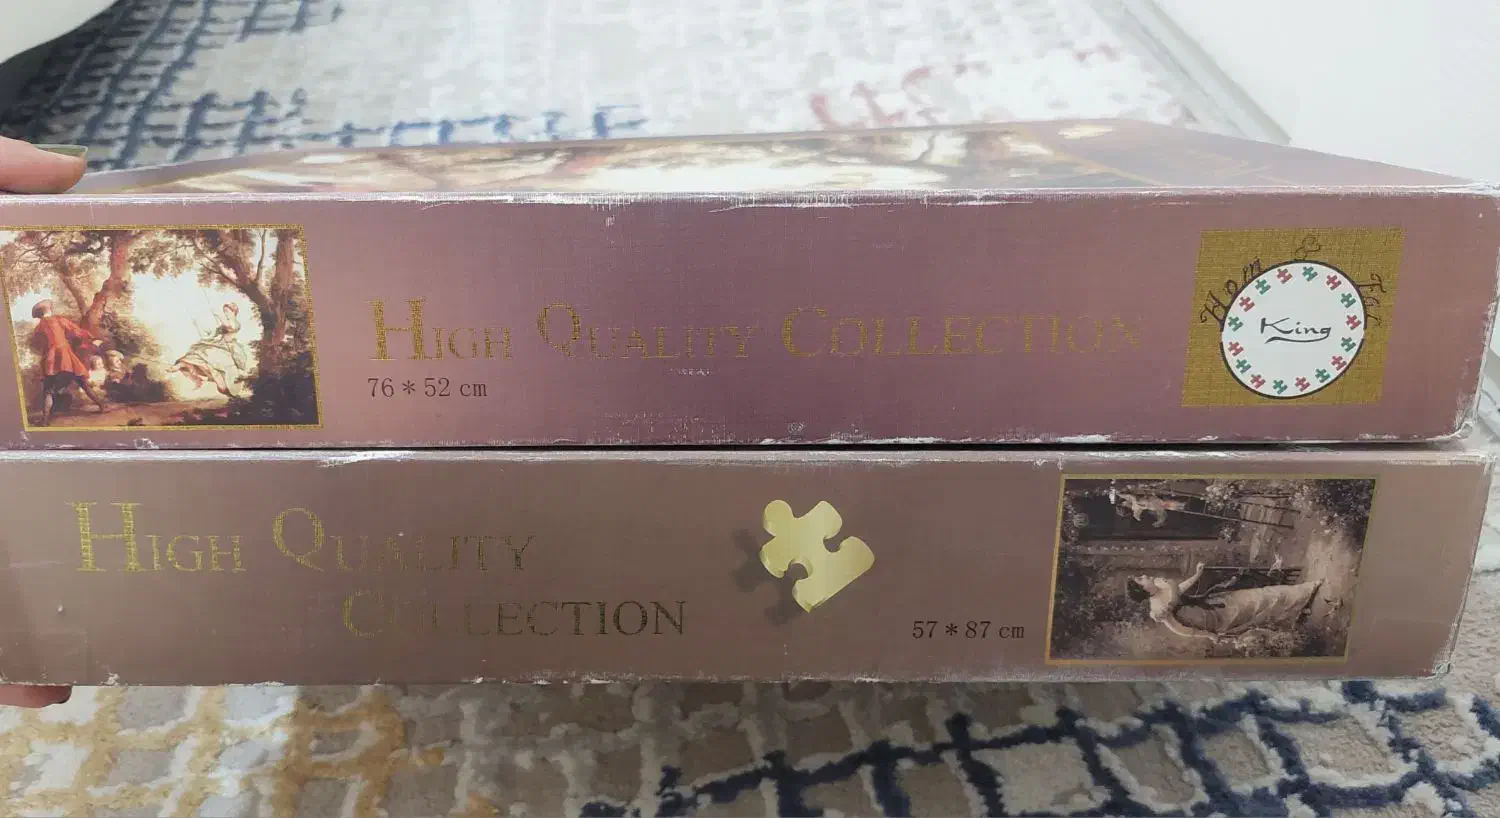 HIGH QUALITY COLLECTION
76*52 cm
King
HIGH QUALITY
COLLECTION
57*87 cm